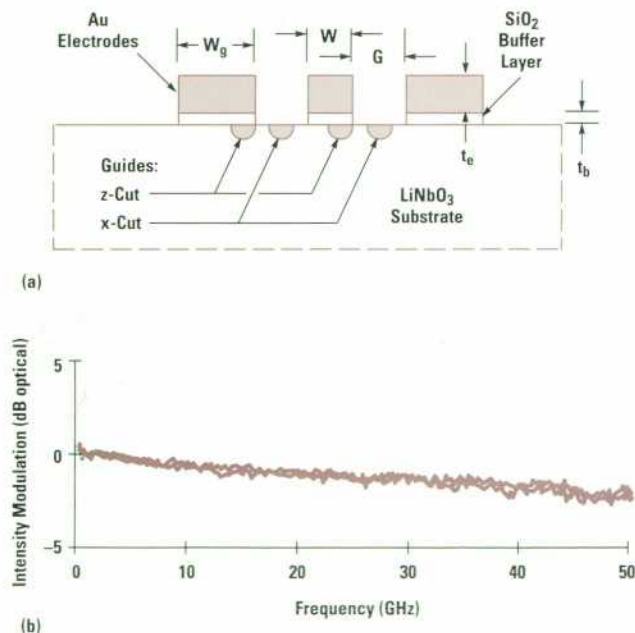 Au
Electrodes
W_g
W
G
SiO₂
Buffer
Layer
t_e
t_b
Guides:
z-Cut
x-Cut
LiNbO₃
Substrate
(a)
Intensity Modulation (dB optical)
5
0
–5
0
10
20
30
40
50
Frequency (GHz)
(b)